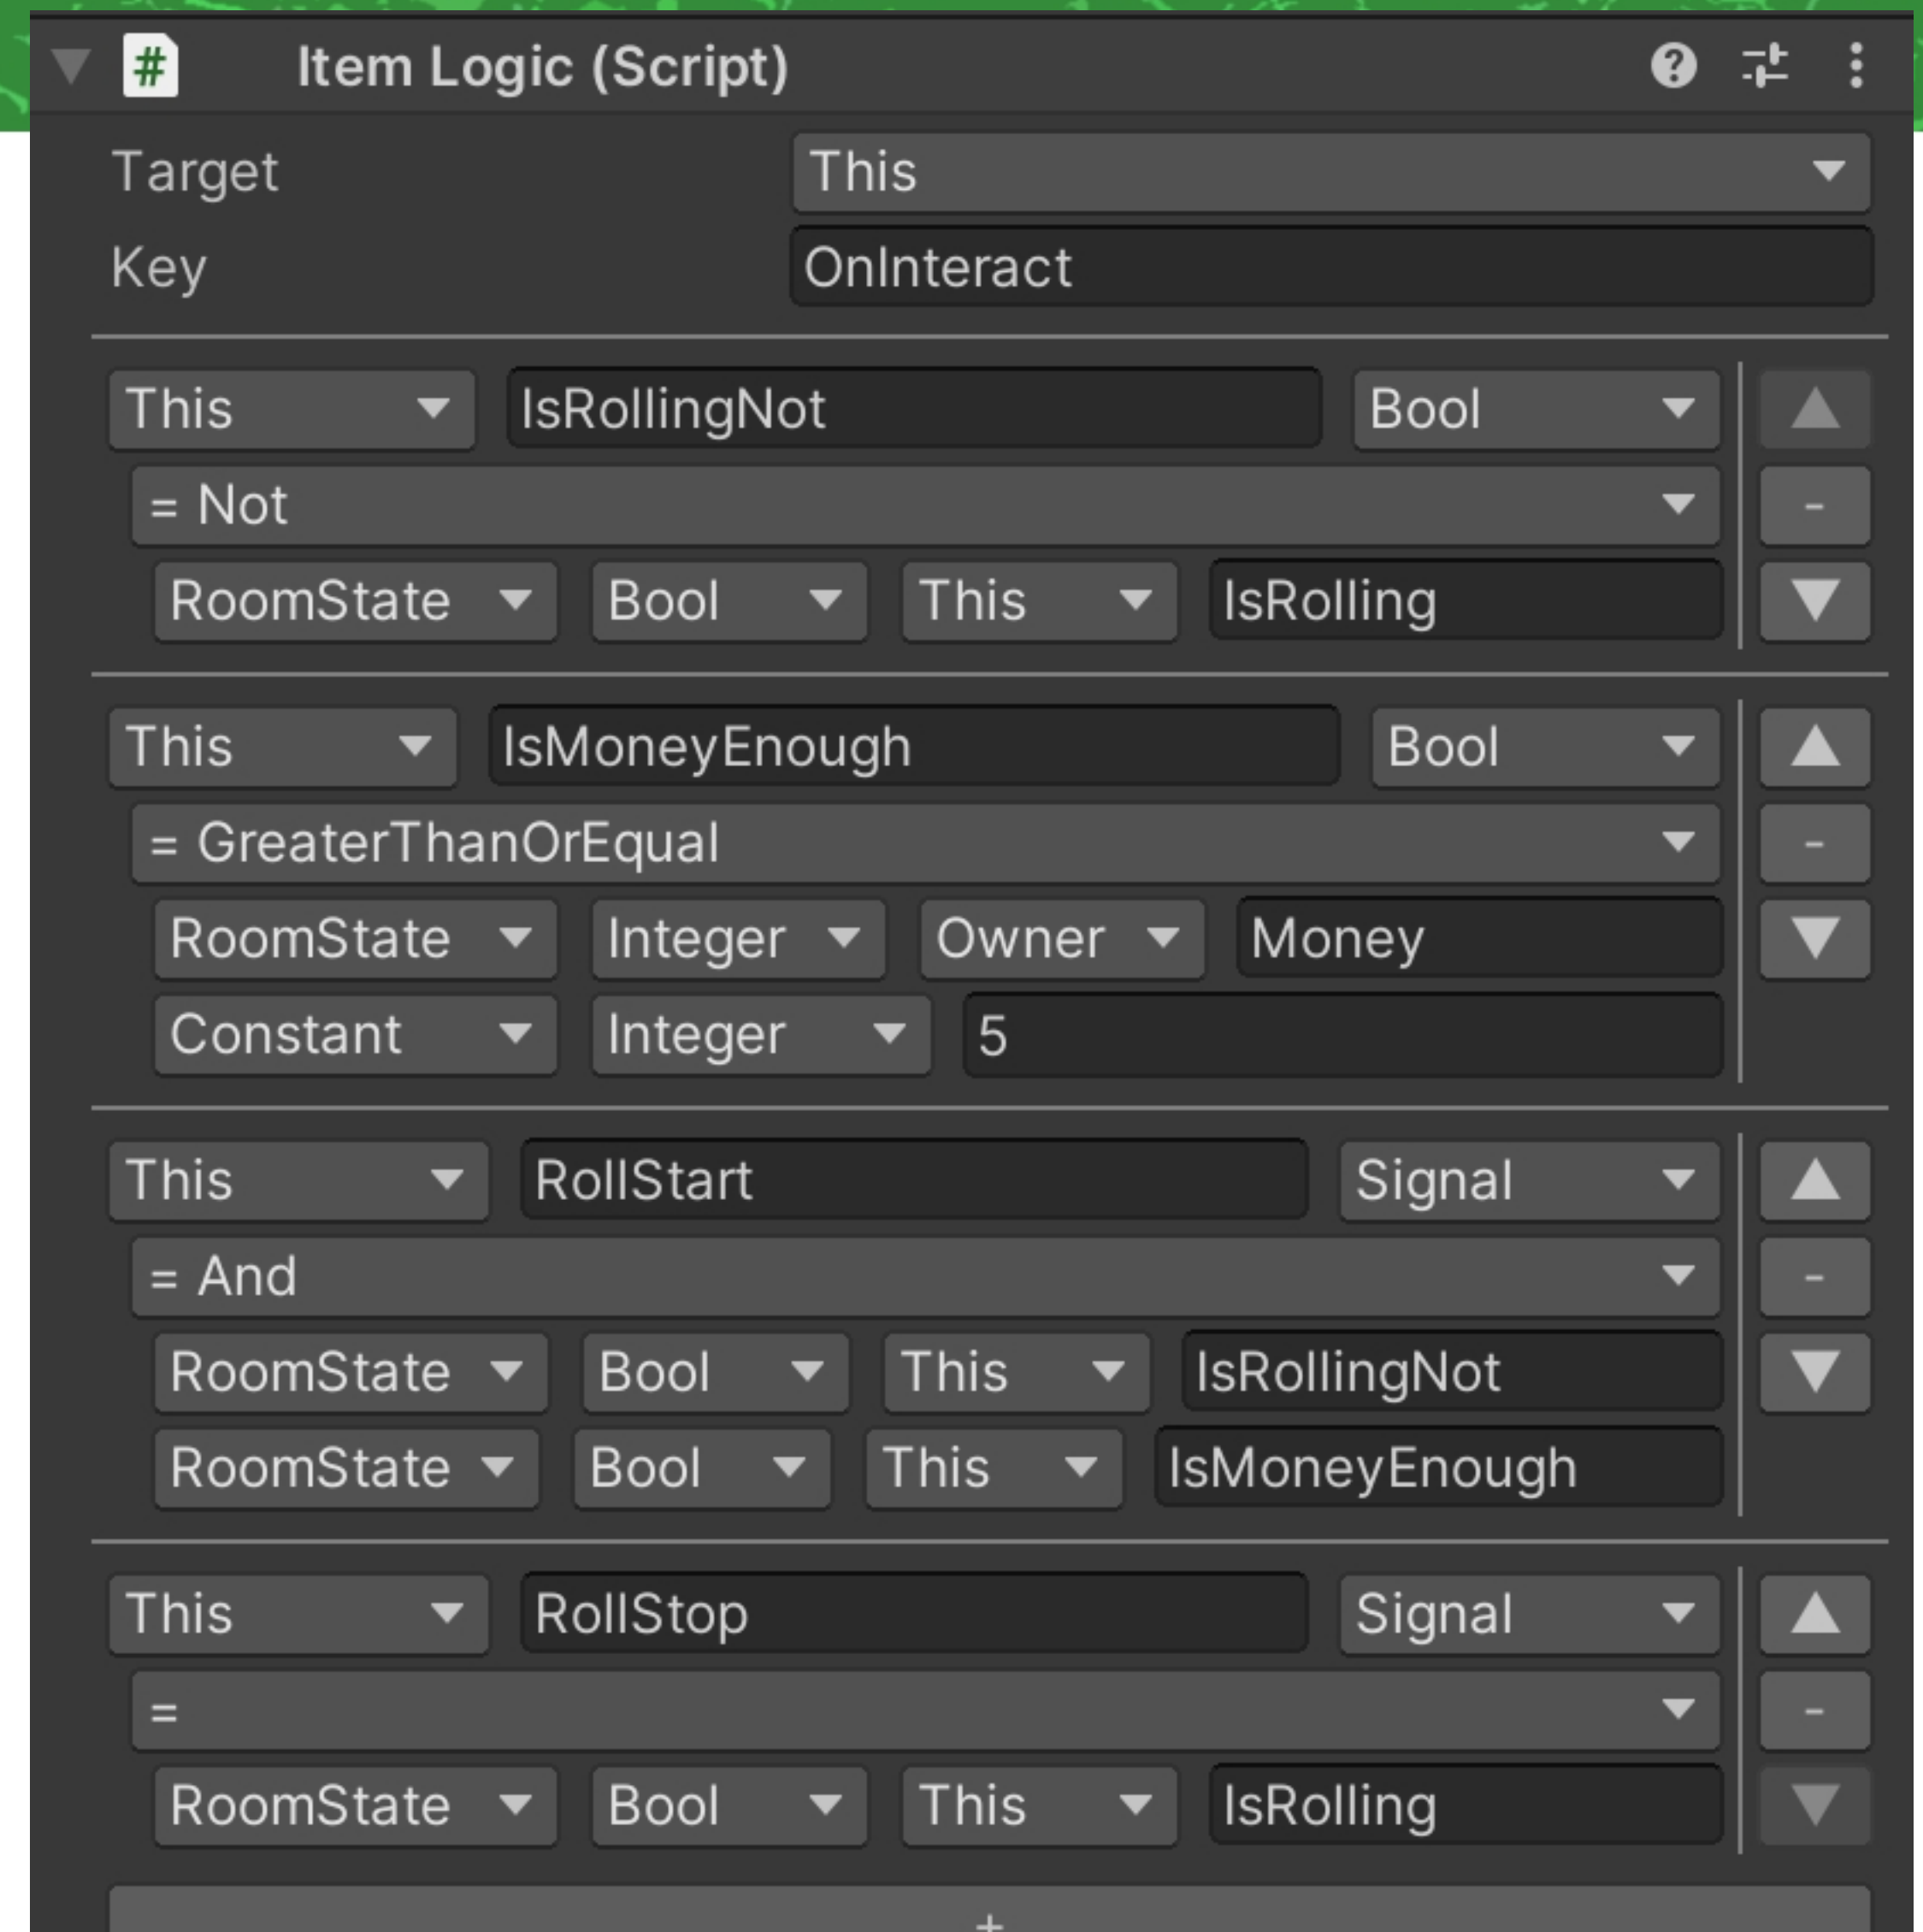 # Item Logic (Script) ?
Target This
Key OnInteract
This IsRollingNot Bool
= Not -
RoomState Bool This IsRolling
This IsMoneyEnough Bool
= GreaterThanOrEqual -
RoomState Integer Owner Money
Constant Integer 5
This RollStart Signal
= And -
RoomState Bool This IsRollingNot
RoomState Bool This IsMoneyEnough
This RollStop Signal
= -
RoomState Bool This IsRolling
+